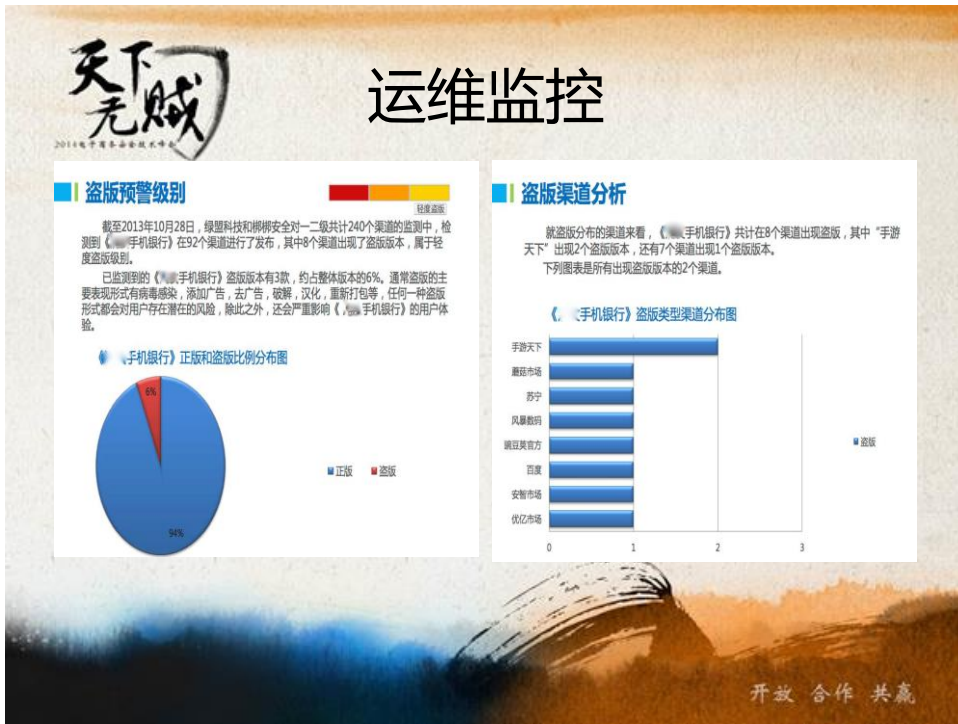 天下
无贼
2014电子商务安全技术峰会
运维监控
盗版预警级别
轻度盗版
截至2013年10月28日，绿盟科技和梆梆安全对一二级共计240个渠道的监测中，检
测到《手机银行》在92个渠道进行了发布，其中8个渠道出现了盗版版本，属于轻
度盗版级别。
已监测到的《手机银行》盗版版本有3款，约占整体版本的6%。通常盗版的主
要表现形式有病毒感染，添加广告，去广告，破解，汉化，重新打包等，任何一种盗版
形式都会对用户存在潜在的风险，除此之外，还会严重影响《手机银行》的用户体
验。
手机银行》正版和盗版比例分布图
6%
94%
正版
盗版
盗版渠道分析
就盗版分布的渠道来看，《手机银行》共计在8个渠道出现盗版，其中“手游
天下”出现2个盗版版本，还有7个渠道出现1个盗版版本。
下列图表是所有出现盗版版本的2个渠道。
《手机银行》盗版类型渠道分布图
手游天下
蘑菇市场
苏宁
风暴数码
豌豆荚官方
百度
安智市场
优亿市场
盗版
0 1 2 3
开放 合作 共赢